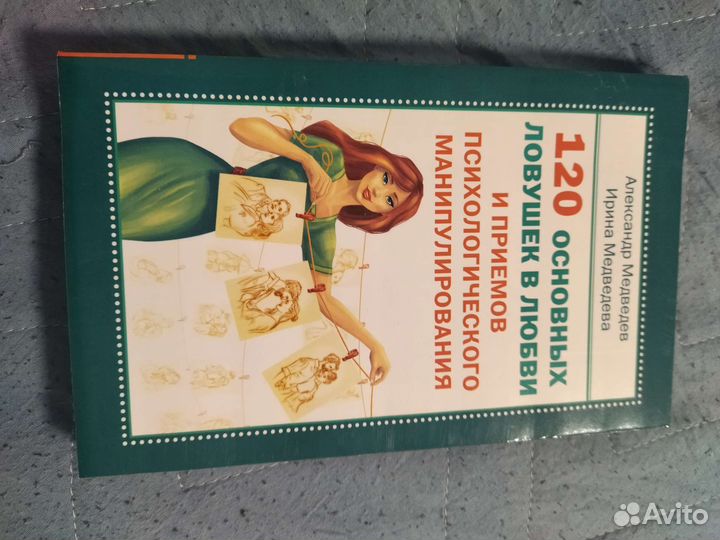 Александр Медведев
Ирина Медведева
120 ОСНОВНЫХ
ЛОВУШЕК В ЛЮБВИ
И ПРИЕМОВ
ПСИХОЛОГИЧЕСКОГО
МАНИПУЛИРОВАНИЯ
Avito